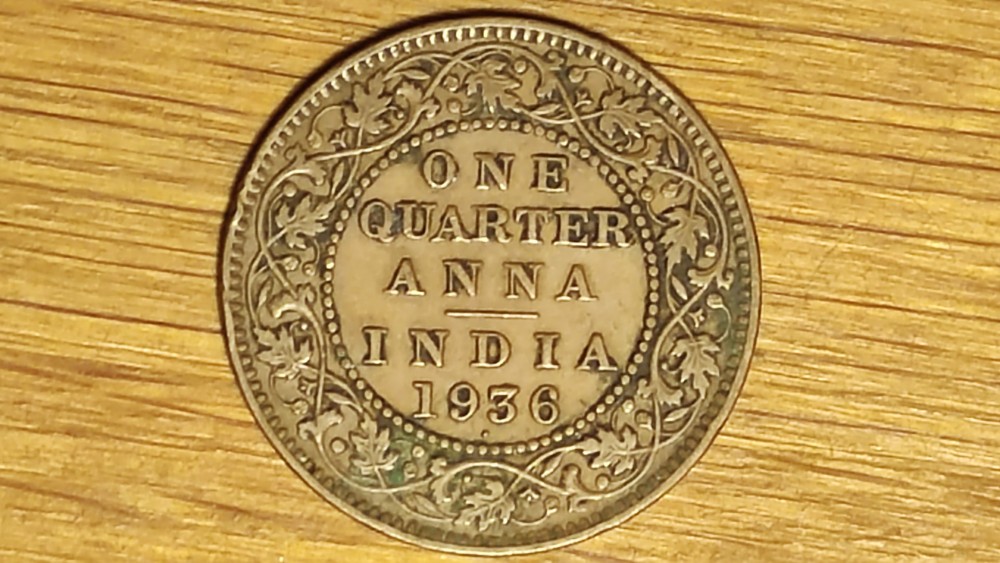 ONE
QUARTER
ANNA
INDIA
1936